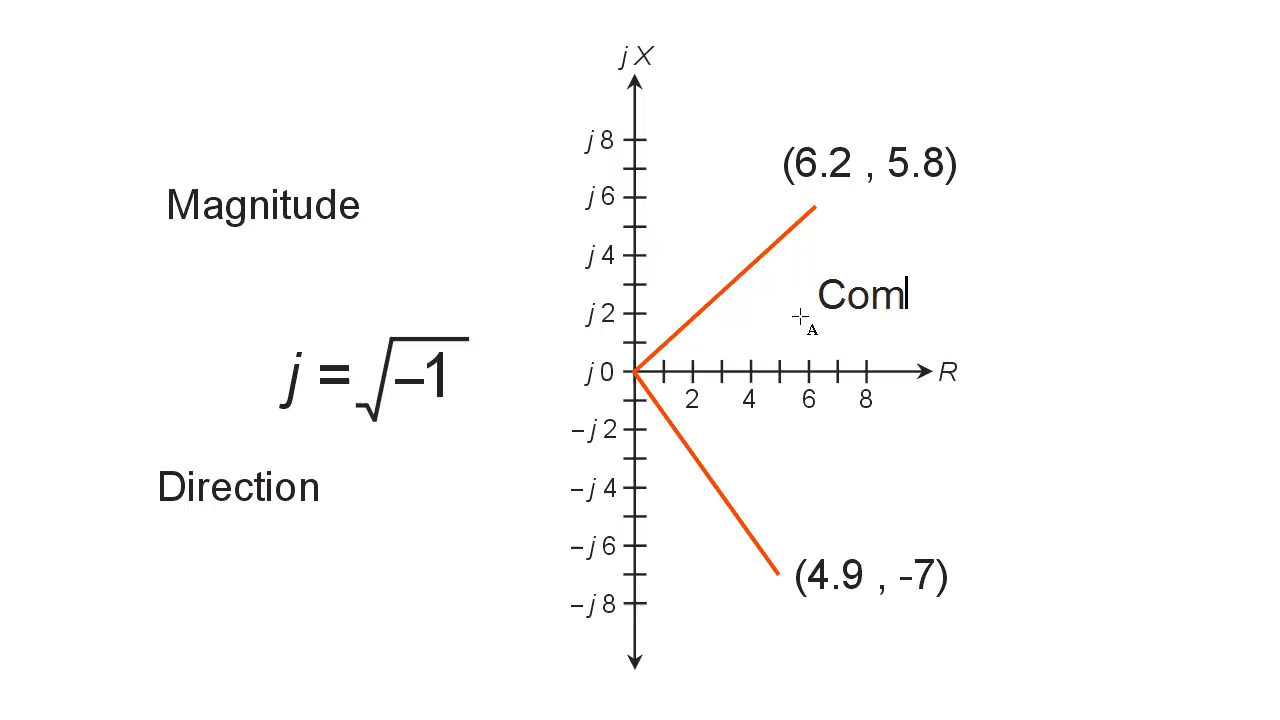 j X
j 8
(6.2 , 5.8)
j 6
Magnitude
j 4
Com
j 2
A
j = √–1
j 0
R
2 4 6 8
– j 2
Direction
– j 4
– j 6
(4.9 , -7)
– j 8